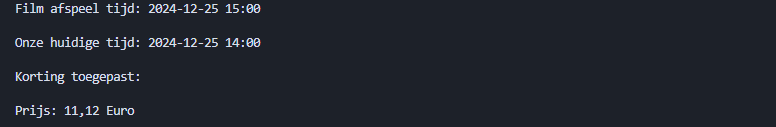 Film afspeel tijd: 2024-12-25 15:00
Onze huidige tijd: 2024-12-25 14:00
Korting toegepast:
Prijs: 11,12 Euro